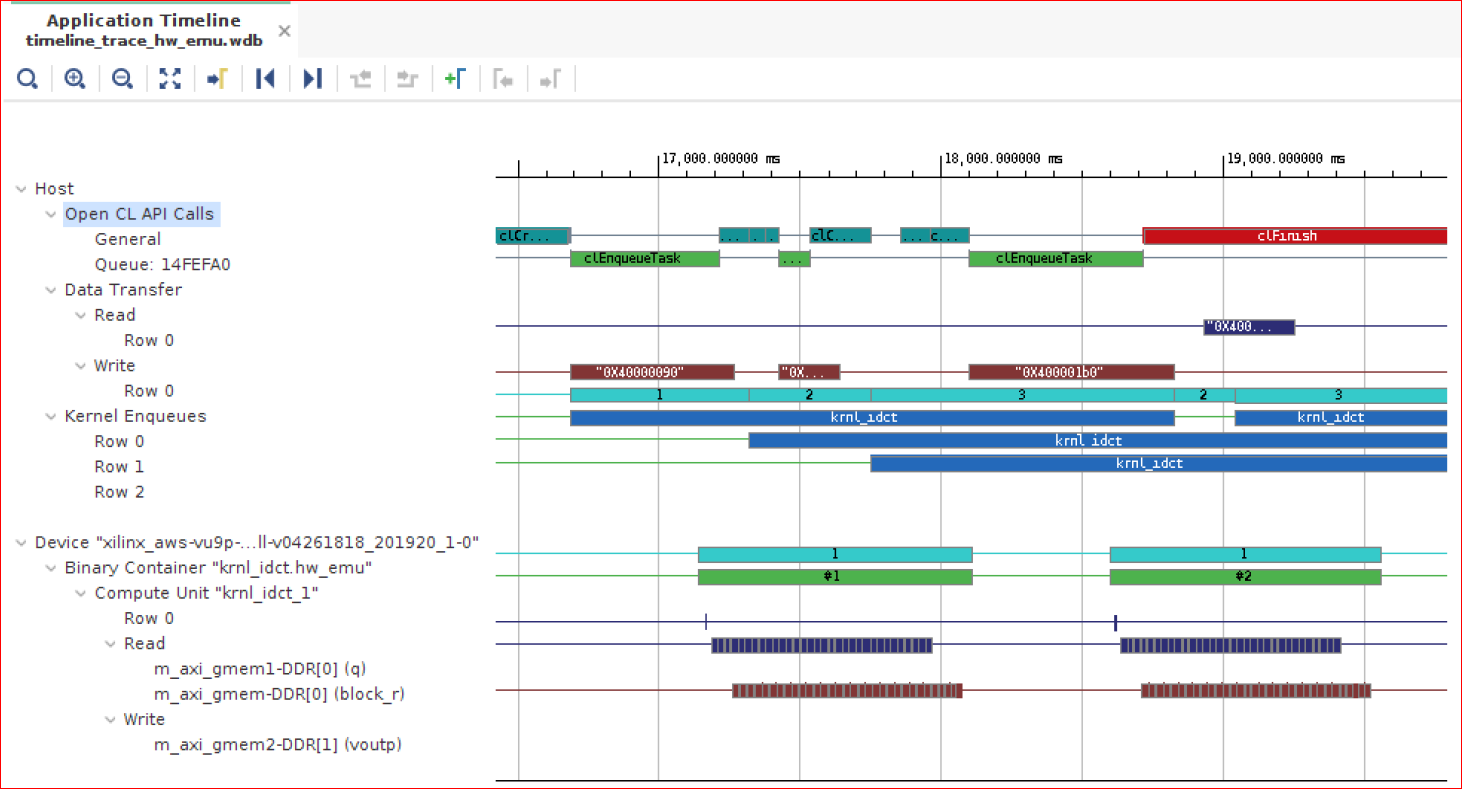 Application Timeline
timeline_trace_hw_emu.wdb
17,000.000000 ms
18,000.000000 ms
19,000.000000 ms
Host
Open CL API Calls
General
clCr...
...
.
.
clC...
...
c...
clFinish
Queue: 14FEFA0
clEnqueueTask
...
clEnqueueTask
Data Transfer
Read
"0X400...
Row 0
Write
"0X40000090"
"0X...
"0X400001b0"
Row 0
1
2
3
2
3
Kernel Enqueues
krnl_idct
krnl_idct
Row 0
krnl_idct
Row 1
krnl_idct
Row 2
Device "xilinx_aws-vu9p-...ll-v04261818_201920_1-0"
1
1
Binary Container "krnl_idct.hw_emu"
#1
#2
Compute Unit "krnl_idct_1"
Row 0
Read
m_axi_gmem1-DDR[0] (q)
m_axi_gmem-DDR[0] (block_r)
Write
m_axi_gmem2-DDR[1] (voutp)